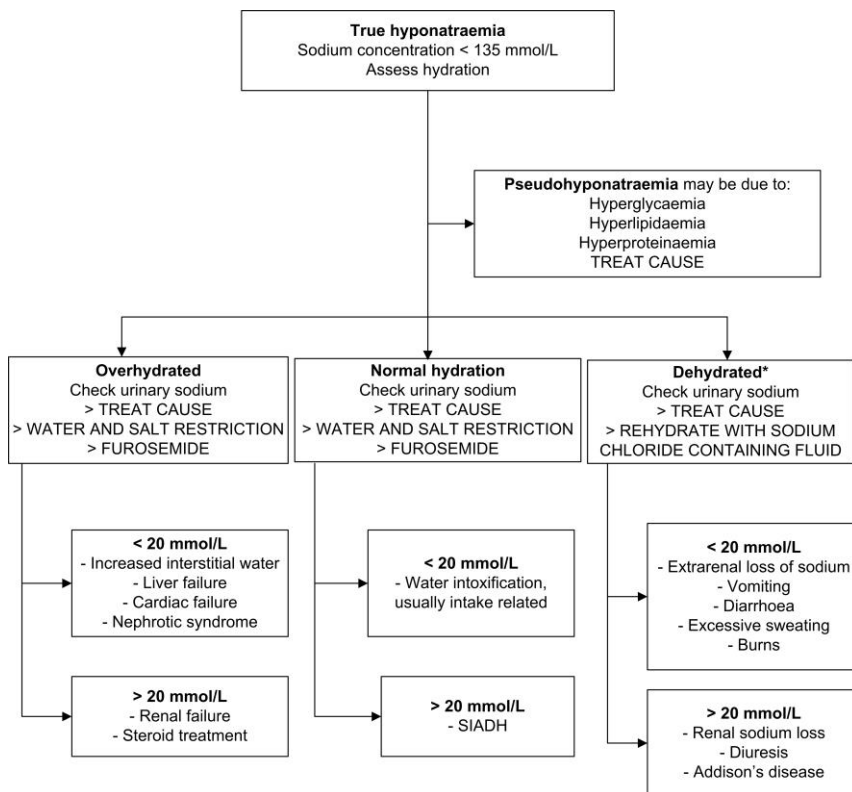 True hyponatraemia
Sodium concentration < 135 mmol/L
Assess hydration
Pseudohyponatraemia may be due to:
Hyperglycaemia
Hyperlipidaemia
Hyperproteinaemia
TREAT CAUSE
Overhydrated
Check urinary sodium
> TREAT CAUSE
> WATER AND SALT RESTRICTION
> FUROSEMIDE
Normal hydration
Check urinary sodium
> TREAT CAUSE
> WATER AND SALT RESTRICTION
> FUROSEMIDE
Dehydrated*
Check urinary sodium
> TREAT CAUSE
> REHYDRATE WITH SODIUM
CHLORIDE CONTAINING FLUID
< 20 mmol/L
- Increased interstitial water
- Liver failure
- Cardiac failure
- Nephrotic syndrome
< 20 mmol/L
- Water intoxification,
usually intake related
< 20 mmol/L
- Extrarenal loss of sodium
- Vomiting
- Diarrhoea
- Excessive sweating
- Burns
> 20 mmol/L
- Renal failure
- Steroid treatment
> 20 mmol/L
- SIADH
> 20 mmol/L
- Renal sodium loss
- Diuresis
- Addison's disease